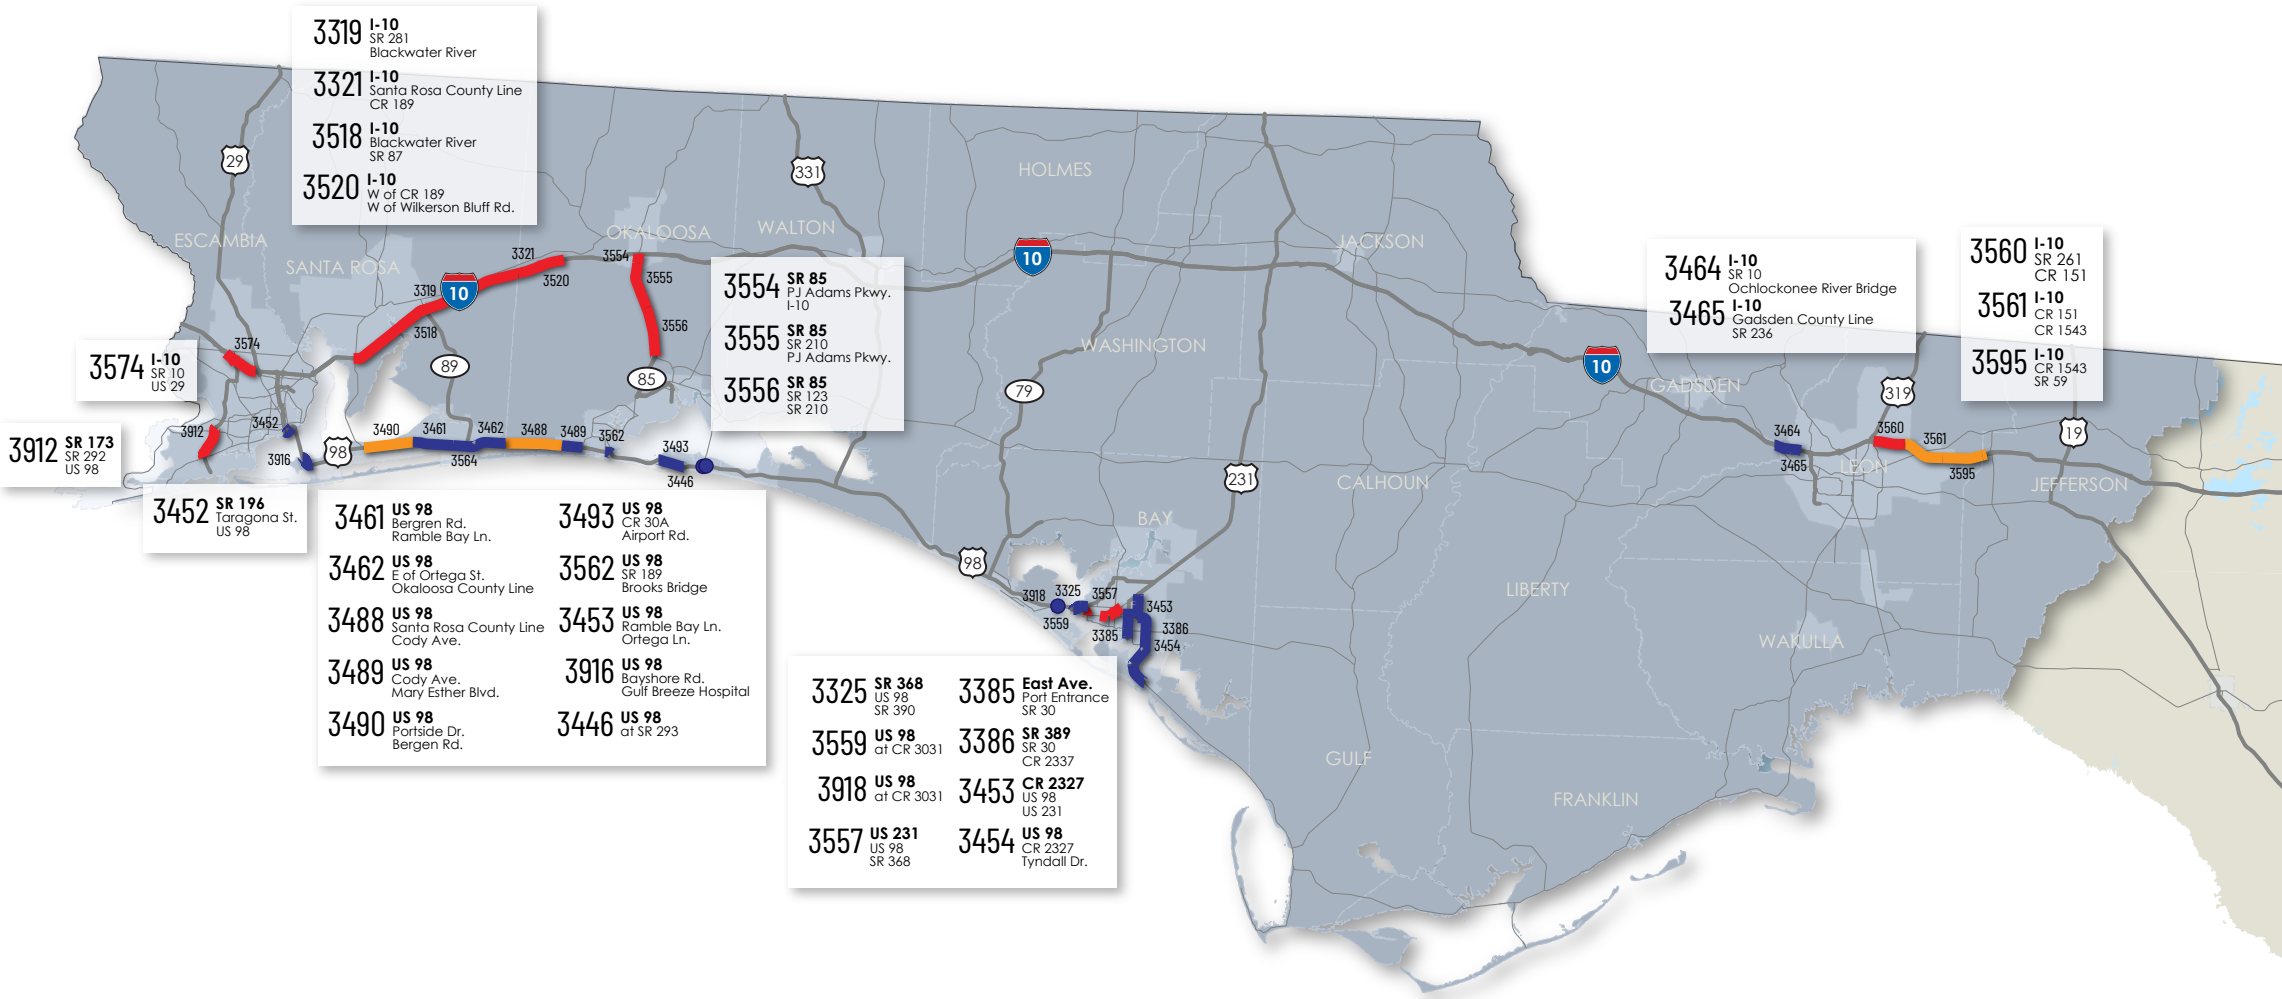 3319 I-10
SR 281
Blackwater River
3321 I-10
Santa Rosa County Line
CR 189
3518 I-10
Blackwater River
SR 87
3520 I-10
W of CR 189
W of Wilkerson Bluff Rd.
29
331
HOLMES
ESCAMBIA
OKALOOSA
WALTON
JACKSON
SANTA ROSA
3321
3554
10
3520
3555
3319
10
3518
3556
3554 SR 85
PJ Adams Pkwy.
I-10
3555 SR 85
SR 210
PJ Adams Pkwy.
3556 SR 85
SR 123
SR 210
3464 I-10
SR 10
Ochlockonee River Bridge
3465 I-10
Gadsden County Line
SR 236
3560 I-10
SR 261
CR 151
3561 I-10
CR 151
CR 1543
3595 I-10
CR 1543
SR 59
3574
3574 I-10
SR 10
US 29
89
85
79
WASHINGTON
10
GADSDEN
319
3912
3912 SR 173
SR 292
US 98
3452
3916
98
3490
3461
3462
3488
3489
3562
3564
3493
3446
3464
3465
3560
3561
3595
19
LEON
JEFFERSON
231
CALHOUN
BAY
3452 SR 196
Taragona St.
US 98
3461 US 98
Bergren Rd.
Ramble Bay Ln.
3462 US 98
E of Ortega St.
Okaloosa County Line
3488 US 98
Santa Rosa County Line
Cody Ave.
3489 US 98
Cody Ave.
Mary Esther Blvd.
3490 US 98
Portside Dr.
Bergen Rd.
3493 US 98
CR 30A
Airport Rd.
3562 US 98
SR 189
Brooks Bridge
3453 US 98
Ramble Bay Ln.
Ortega Ln.
3916 US 98
Bayshore Rd.
Gulf Breeze Hospital
3446 US 98
at SR 293
98
3918
3325
3557
3559
3385
3453
3386
3454
LIBERTY
WAKULLA
3325 SR 368
US 98
SR 390
3559 US 98
at CR 3031
3918 US 98
at CR 3031
3557 US 231
US 98
SR 368
3385 East Ave.
Port Entrance
SR 30
3386 SR 389
SR 30
CR 2337
3453 CR 2327
US 98
US 231
3454 US 98
CR 2327
Tyndall Dr.
GULF
FRANKLIN